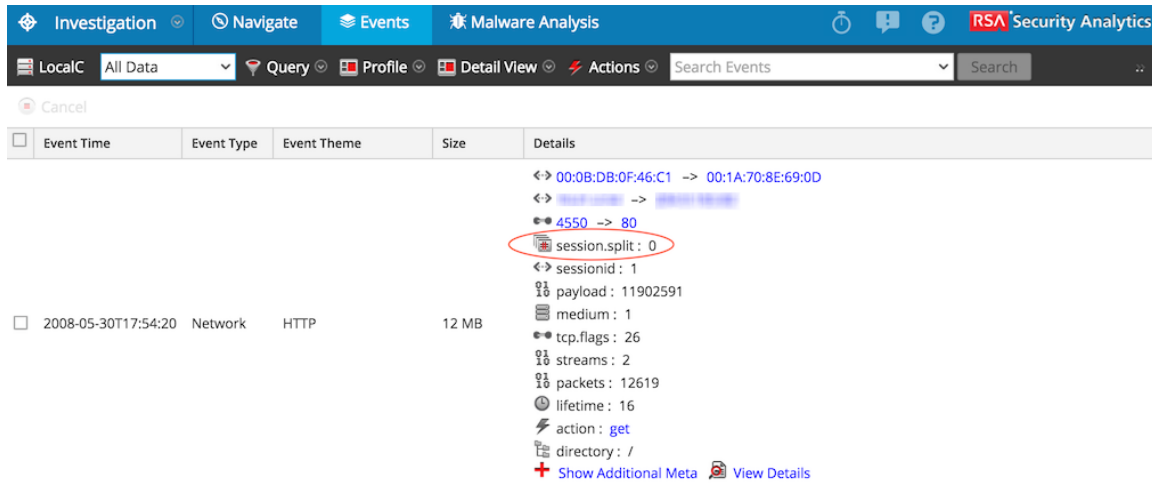 Investigation Navigate Events Malware Analysis RSA Security Analytics
LocalC All Data Query Profile Detail View Actions Search Events Search
Cancel
Event Time Event Type Event Theme Size Details
00:0B:DB:0F:46:C1 –> 00:1A:70:8E:69:0D
–>
4550 –> 80
session.split : 0
sessionid : 1
payload : 11902591
medium : 1
2008-05-30T17:54:20 Network HTTP 12 MB
tcp.flags : 26
streams : 2
packets : 12619
lifetime : 16
action : get
directory : /
Show Additional Meta View Details